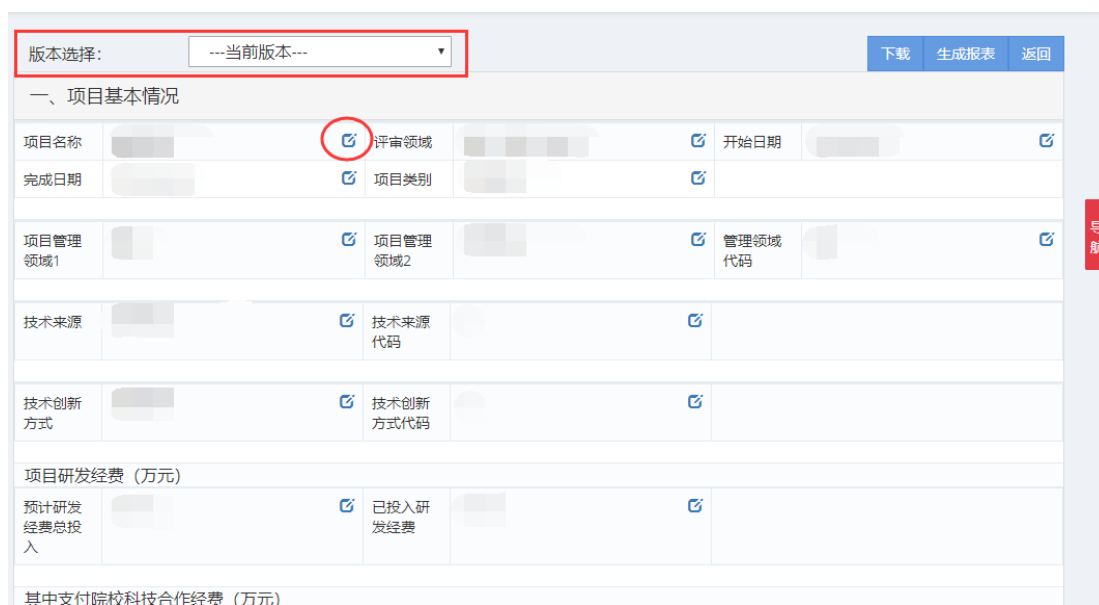 版本选择: ---当前版本--- 下载 生成报表 返回
一、项目基本情况
项目名称 评审领域 开始日期
完成日期 项目类别
导航
项目管理领域1 项目管理领域2 管理领域代码
技术来源 技术来源代码
技术创新方式 技术创新方式代码
项目研发经费（万元）
预计研发经费总投入 已投入研发经费
其中支付院校科技合作经费（万元）